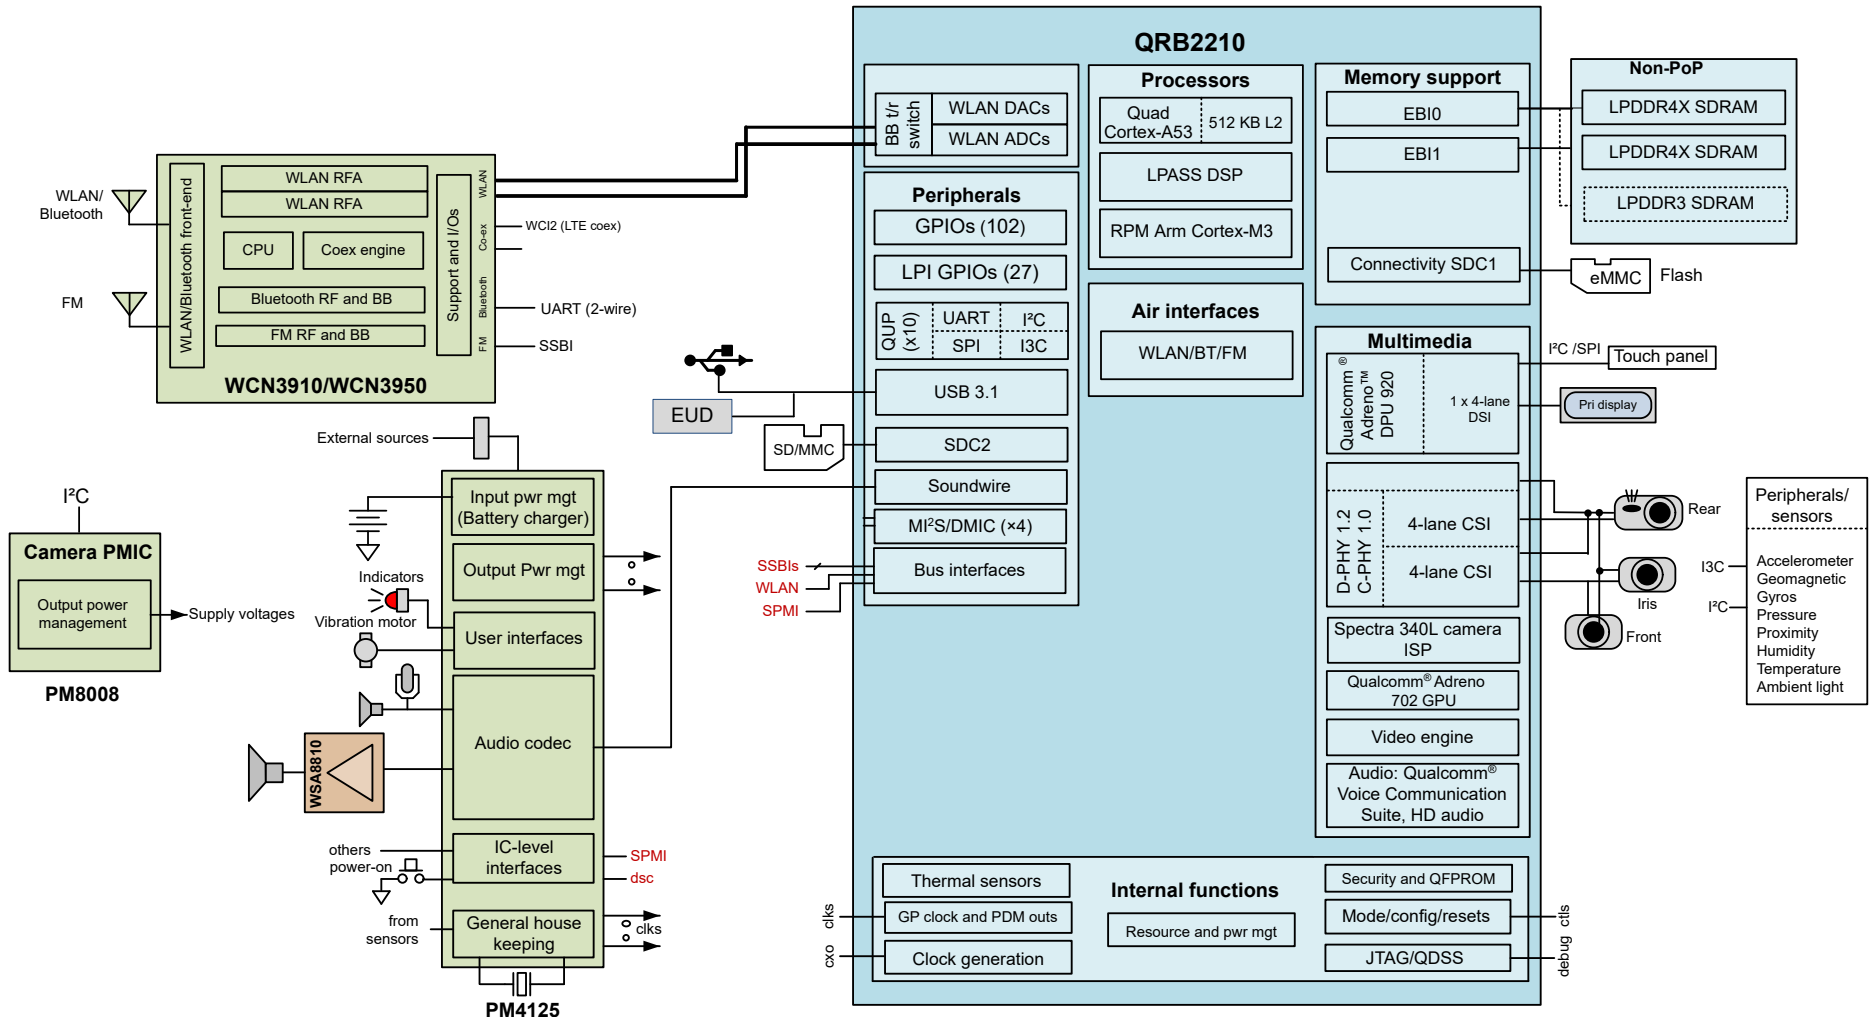 QRB2210
BB t/r
switch
WLAN DACs
WLAN ADCs
Processors
Quad
Cortex-A53
512 KB L2
LPASS DSP
RPM Arm Cortex-M3
Memory support
EBI0
EBI1
Connectivity SDC1
Non-PoP
LPDDR4X SDRAM
LPDDR4X SDRAM
LPDDR3 SDRAM
eMMC
Flash
WLAN/
Bluetooth
FM
WLAN/Bluetooth front-end
WLAN RFA
WLAN RFA
CPU
Coex engine
Bluetooth RF and BB
FM RF and BB
Support and I/Os
WLAN
Co-ex
Bluetooth
FM
WCI2 (LTE coex)
UART (2-wire)
SSBI
WCN3910/WCN3950
Peripherals
GPIOs (102)
LPI GPIOs (27)
QUP
(x10)
UART
I²C
SPI
I3C
USB 3.1
EUD
SD/MMC
SDC2
Soundwire
MI²S/DMIC (×4)
Bus interfaces
SSBIs
WLAN
SPMI
Air interfaces
WLAN/BT/FM
Multimedia
Qualcomm®
Adreno™
DPU 920
1 x 4-lane
DSI
I²C /SPI
Touch panel
Pri display
D-PHY 1.2
C-PHY 1.0
4-lane CSI
4-lane CSI
Rear
Iris
Front
Spectra 340L camera
ISP
Qualcomm® Adreno
702 GPU
Video engine
Audio: Qualcomm®
Voice Communication
Suite, HD audio
Peripherals/
sensors
I3C
I²C
Accelerometer
Geomagnetic
Gyros
Pressure
Proximity
Humidity
Temperature
Ambient light
External sources
Input pwr mgt
(Battery charger)
Output Pwr mgt
Indicators
Vibration motor
User interfaces
Audio codec
WSA8810
others
power-on
IC-level
interfaces
SPMI
dsc
from
sensors
General house
keeping
clks
PM4125
I²C
Camera PMIC
Output power
management
Supply voltages
PM8008
Internal functions
Thermal sensors
GP clock and PDM outs
Clock generation
Resource and pwr mgt
Security and QFPROM
Mode/config/resets
JTAG/QDSS
clks
cxo
ctls
debug